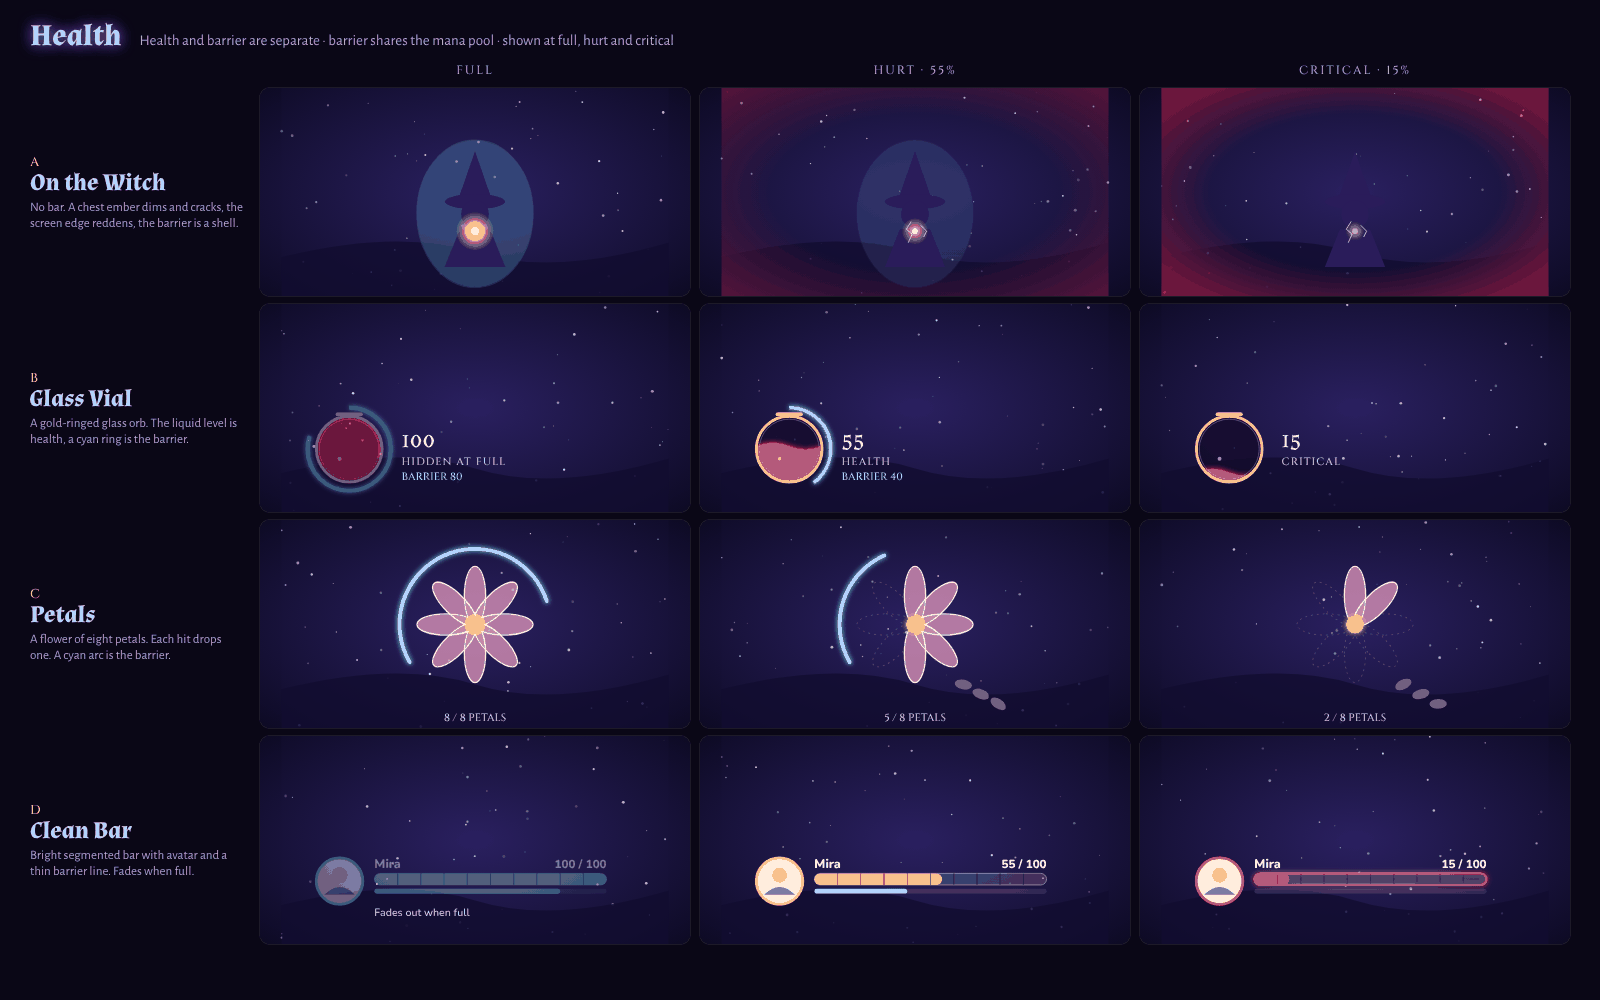 Health
Health and barrier are separate · barrier shares the mana pool · shown at full, hurt and critical
FULL
HURT · 55%
CRITICAL · 15%
A
On the Witch
No bar. A chest ember dims and cracks, the
screen edge reddens, the barrier is a shell.
B
Glass Vial
A gold-ringed glass orb. The liquid level is
health, a cyan ring is the barrier.
100
HIDDEN AT FULL
BARRIER 80
55
HEALTH
BARRIER 40
15
CRITICAL
C
Petals
A flower of eight petals. Each hit drops
one. A cyan arc is the barrier.
8 / 8 PETALS
5 / 8 PETALS
2 / 8 PETALS
D
Clean Bar
Bright segmented bar with avatar and a
thin barrier line. Fades when full.
Mira
100 / 100
Fades out when full
Mira
55 / 100
Mira
15 / 100